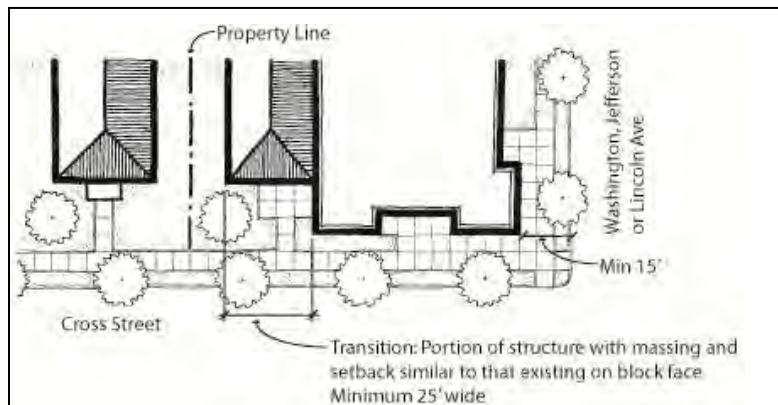 Property Line
Washington, Jefferson
or Lincoln Ave
Min 15'
Cross Street
Transition: Portion of structure with massing and
setback similar to that existing on block face
Minimum 25' wide